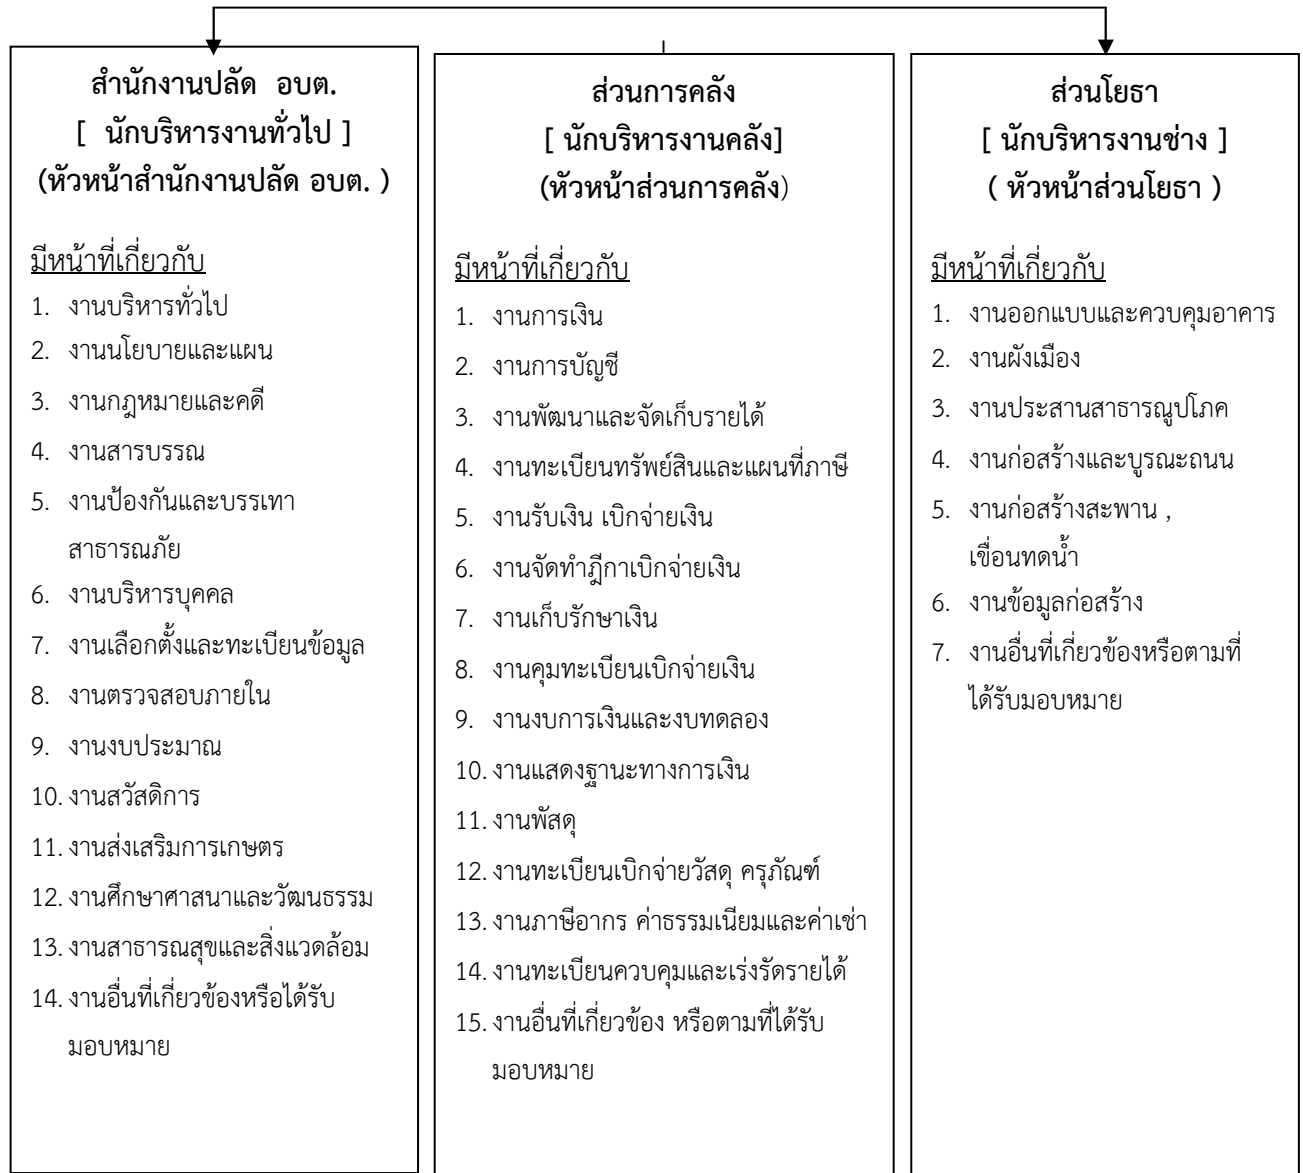 สำนักงานปลัด อบต.
[ นักบริหารงานทั่วไป ]
(หัวหน้าสำนักงานปลัด อบต. )
มีหน้าที่เกี่ยวกับ
1. งานบริหารทั่วไป
2. งานนโยบายและแผน
3. งานกฎหมายและคดี
4. งานสารบรรณ
5. งานป้องกันและบรรเทา
สาธารณภัย
6. งานบริหารบุคคล
7. งานเลือกตั้งและทะเบียนข้อมูล
8. งานตรวจสอบภายใน
9. งานงบประมาณ
10. งานสวัสดิการ
11. งานส่งเสริมการเกษตร
12. งานศึกษาศาสนาและวัฒนธรรม
13. งานสาธารณสุขและสิ่งแวดล้อม
14. งานอื่นที่เกี่ยวข้องหรือได้รับ
มอบหมาย
ส่วนการคลัง
[ นักบริหารงานคลัง]
(หัวหน้าส่วนการคลัง)
มีหน้าที่เกี่ยวกับ
1. งานการเงิน
2. งานการบัญชี
3. งานพัฒนาและจัดเก็บรายได้
4. งานทะเบียนทรัพย์สินและแผนที่ภาษี
5. งานรับเงิน เบิกจ่ายเงิน
6. งานจัดทำฎีกาเบิกจ่ายเงิน
7. งานเก็บรักษาเงิน
8. งานคุมทะเบียนเบิกจ่ายเงิน
9. งานงบการเงินและงบทดลอง
10. งานแสดงฐานะทางการเงิน
11. งานพัสดุ
12. งานทะเบียนเบิกจ่ายวัสดุ ครุภัณฑ์
13. งานภาษีอากร ค่าธรรมเนียมและค่าเช่า
14. งานทะเบียนควบคุมและเร่งรัดรายได้
15. งานอื่นที่เกี่ยวข้อง หรือตามที่ได้รับ
มอบหมาย
ส่วนโยธา
[ นักบริหารงานช่าง ]
( หัวหน้าส่วนโยธา )
มีหน้าที่เกี่ยวกับ
1. งานออกแบบและควบคุมอาคาร
2. งานผังเมือง
3. งานประสานสาธารณูปโภค
4. งานก่อสร้างและบูรณะถนน
5. งานก่อสร้างสะพาน ,
เขื่อนทดน้ำ
6. งานข้อมูลก่อสร้าง
7. งานอื่นที่เกี่ยวข้องหรือตามที่
ได้รับมอบหมาย